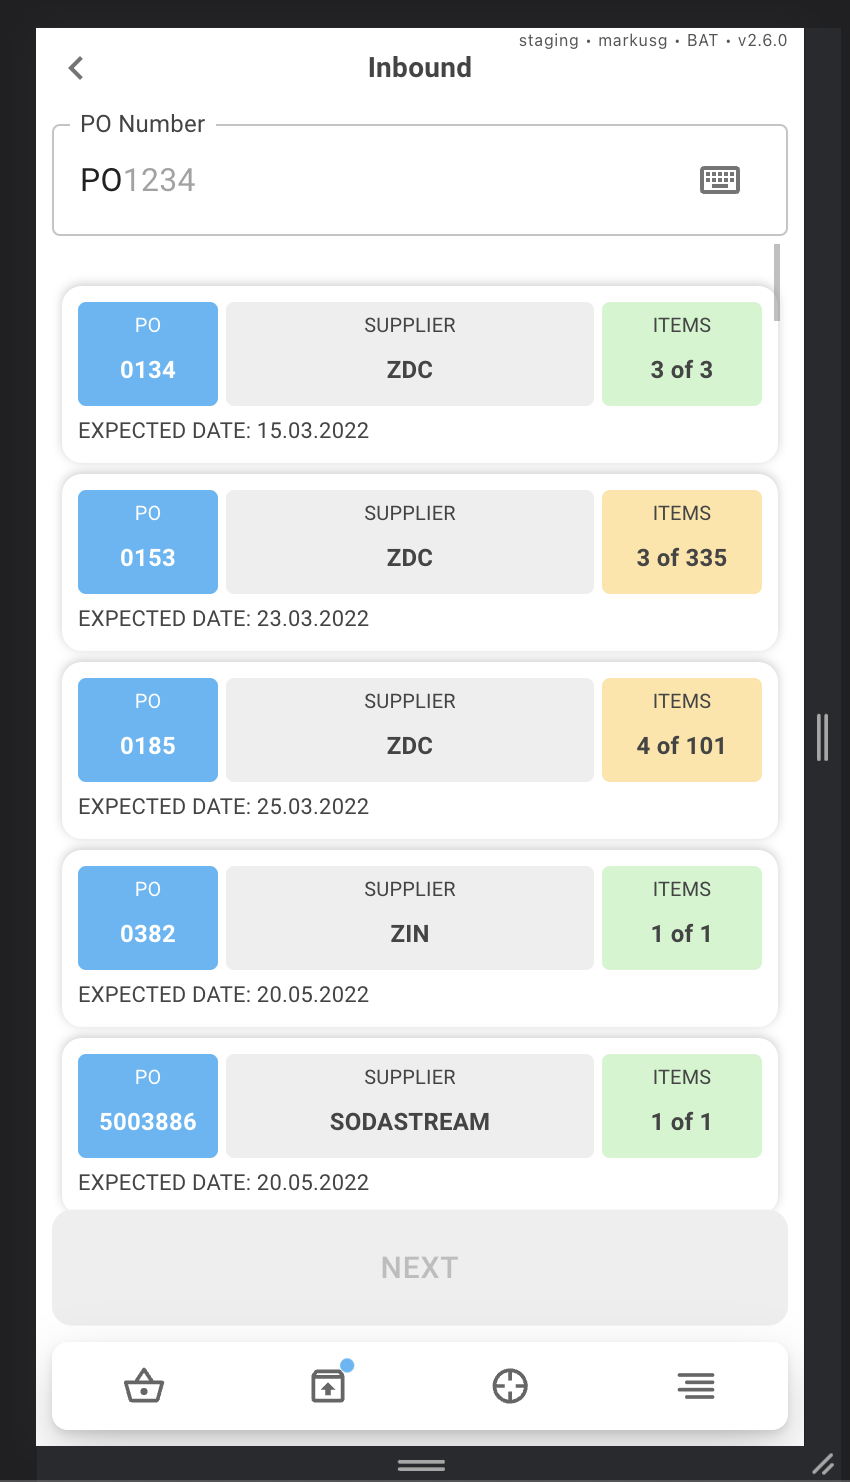 staging • markusg • BAT • v2.6.0
Inbound
PO Number
PO1234
PO SUPPLIER ITEMS
0134 ZDC 3 of 3
EXPECTED DATE: 15.03.2022
PO SUPPLIER ITEMS
0153 ZDC 3 of 335
EXPECTED DATE: 23.03.2022
PO SUPPLIER ITEMS
0185 ZDC 4 of 101
EXPECTED DATE: 25.03.2022
PO SUPPLIER ITEMS
0382 ZIN 1 of 1
EXPECTED DATE: 20.05.2022
PO SUPPLIER ITEMS
5003886 SODASTREAM 1 of 1
EXPECTED DATE: 20.05.2022
NEXT